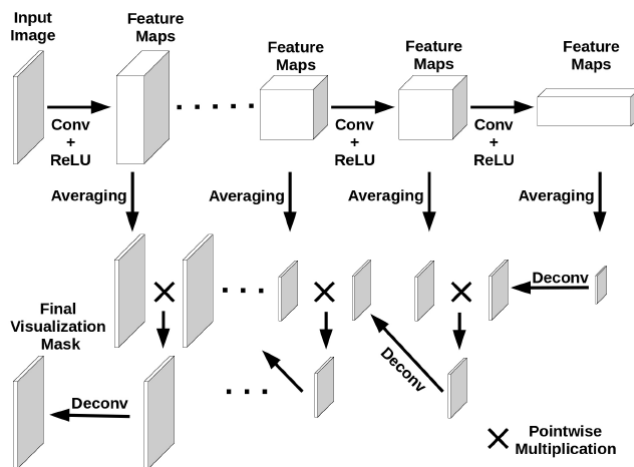 Input
Image
Feature
Maps
Feature
Maps
Feature
Maps
Feature
Maps
Conv
+
ReLU
Conv
+
ReLU
Conv
+
ReLU
Averaging
Averaging
Averaging
Averaging
Deconv
Final
Visualization
Mask
Deconv
Deconv
Pointwise
Multiplication